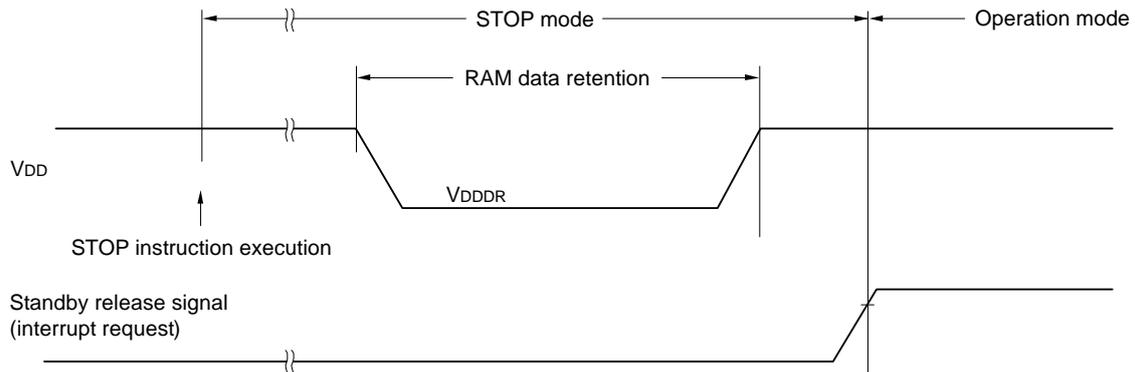 STOP mode
Operation mode
RAM data retention
VDD
VDDDR
STOP instruction execution
Standby release signal
(interrupt request)